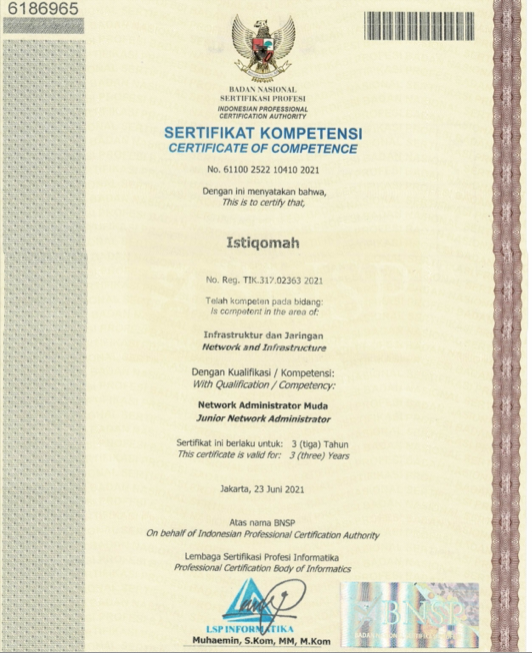 6186965
BADAN NASIONAL
SERTIFIKASI PROFESI
INDONESIAN PROFESSIONAL
CERTIFICATION AUTHORITY
SERTIFIKAT KOMPETENSI
CERTIFICATE OF COMPETENCE
No. 61100 2522 10410 2021
Dengan ini menyatakan bahwa,
This is to certify that,
Istiqomah
No. Reg. TIK.317.02363 2021
Telah kompeten pada bidang:
Is competent in the area of:
Infrastruktur dan Jaringan
Network and Infrastructure
Dengan Kualifikasi / Kompetensi:
With Qualification / Competency:
Network Administrator Muda
Junior Network Administrator
Sertifikat ini berlaku untuk: 3 (tiga) Tahun
This certificate is valid for: 3 (three) Years
Jakarta, 23 Juni 2021
Atas nama BNSP
On behalf of Indonesian Professional Certification Authority
Lembaga Sertifikasi Profesi Informatika
Professional Certification Body of Informatics
LSP INFORMATIKA
Muhaemin, S.Kom, MM, M.Kom
BNSP